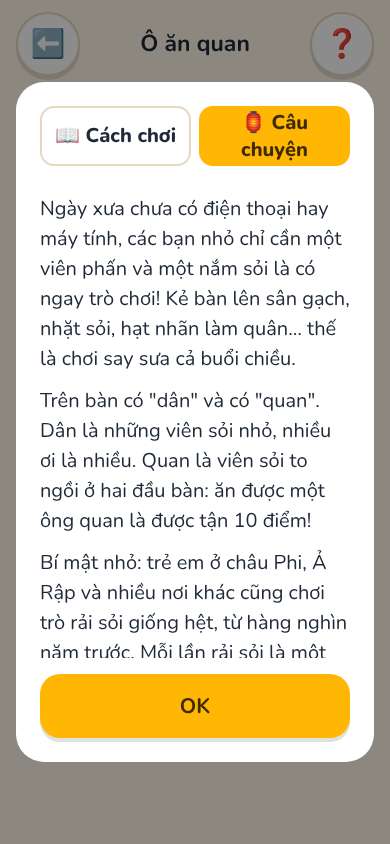 Ô ăn quan
Cách chơi
Câu
chuyện
Ngày xưa chưa có điện thoại hay
máy tính, các bạn nhỏ chỉ cần một
viên phấn và một nắm sỏi là có
ngay trò chơi! Kẻ bàn lên sân gạch,
nhặt sỏi, hạt nhãn làm quân... thế
là chơi say sưa cả buổi chiều.
Trên bàn có "dân" và có "quan".
Dân là những viên sỏi nhỏ, nhiều
ơi là nhiều. Quan là viên sỏi to
ngồi ở hai đầu bàn: ăn được một
ông quan là được tận 10 điểm!
Bí mật nhỏ: trẻ em ở châu Phi, Ả
Rập và nhiều nơi khác cũng chơi
trò rải sỏi giống hệt, từ hàng nghìn
năm trước. Mỗi lần rải sỏi là một
OK